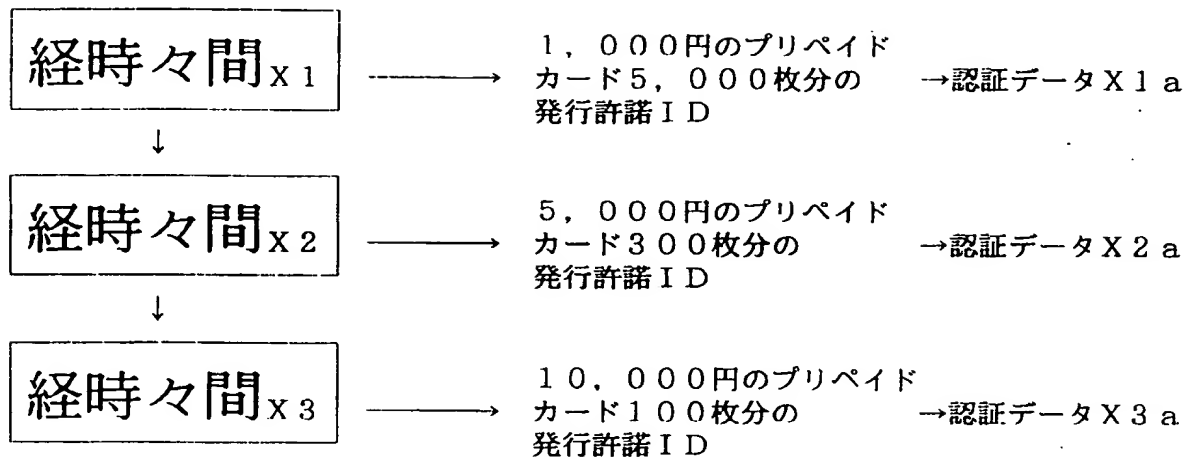 経時々間X1
1,000円のプリペイド
カード5,000枚分の
発行許諾ID
→認証データX1a
↓
経時々間X2
5,000円のプリペイド
カード300枚分の
発行許諾ID
→認証データX2a
↓
経時々間X3
10,000円のプリペイド
カード100枚分の
発行許諾ID
→認証データX3a